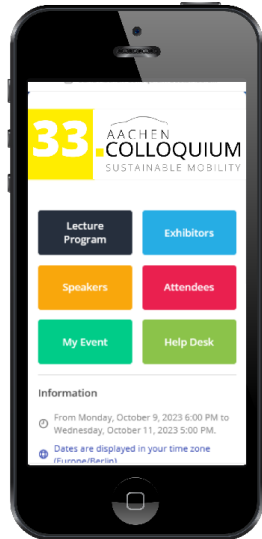 33.
AACHEN
COLLOQUIUM
SUSTAINABLE MOBILITY
Lecture
Program
Exhibitors
Speakers
Attendees
My Event
Help Desk
Information
From Monday, October 9, 2023 6:00 PM to
Wednesday, October 11, 2023 5:00 PM.
Dates are displayed in your time zone
(Europe/Berlin)